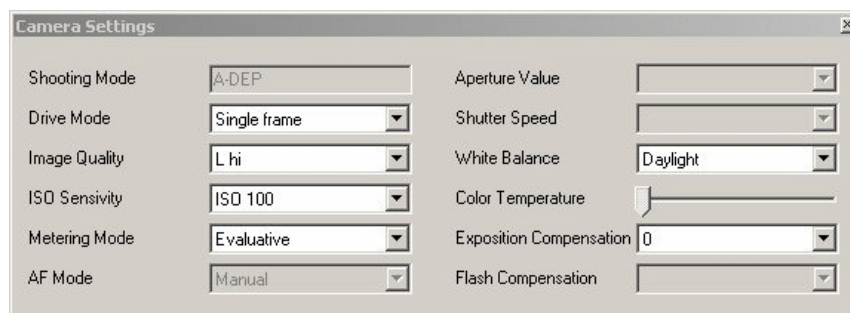 Camera Settings
Shooting Mode A-DEP Aperture Value
Drive Mode Single frame Shutter Speed
Image Quality L hi White Balance Daylight
ISO Sensivity ISO 100 Color Temperature
Metering Mode Evaluative Exposition Compensation 0
AF Mode Manual Flash Compensation